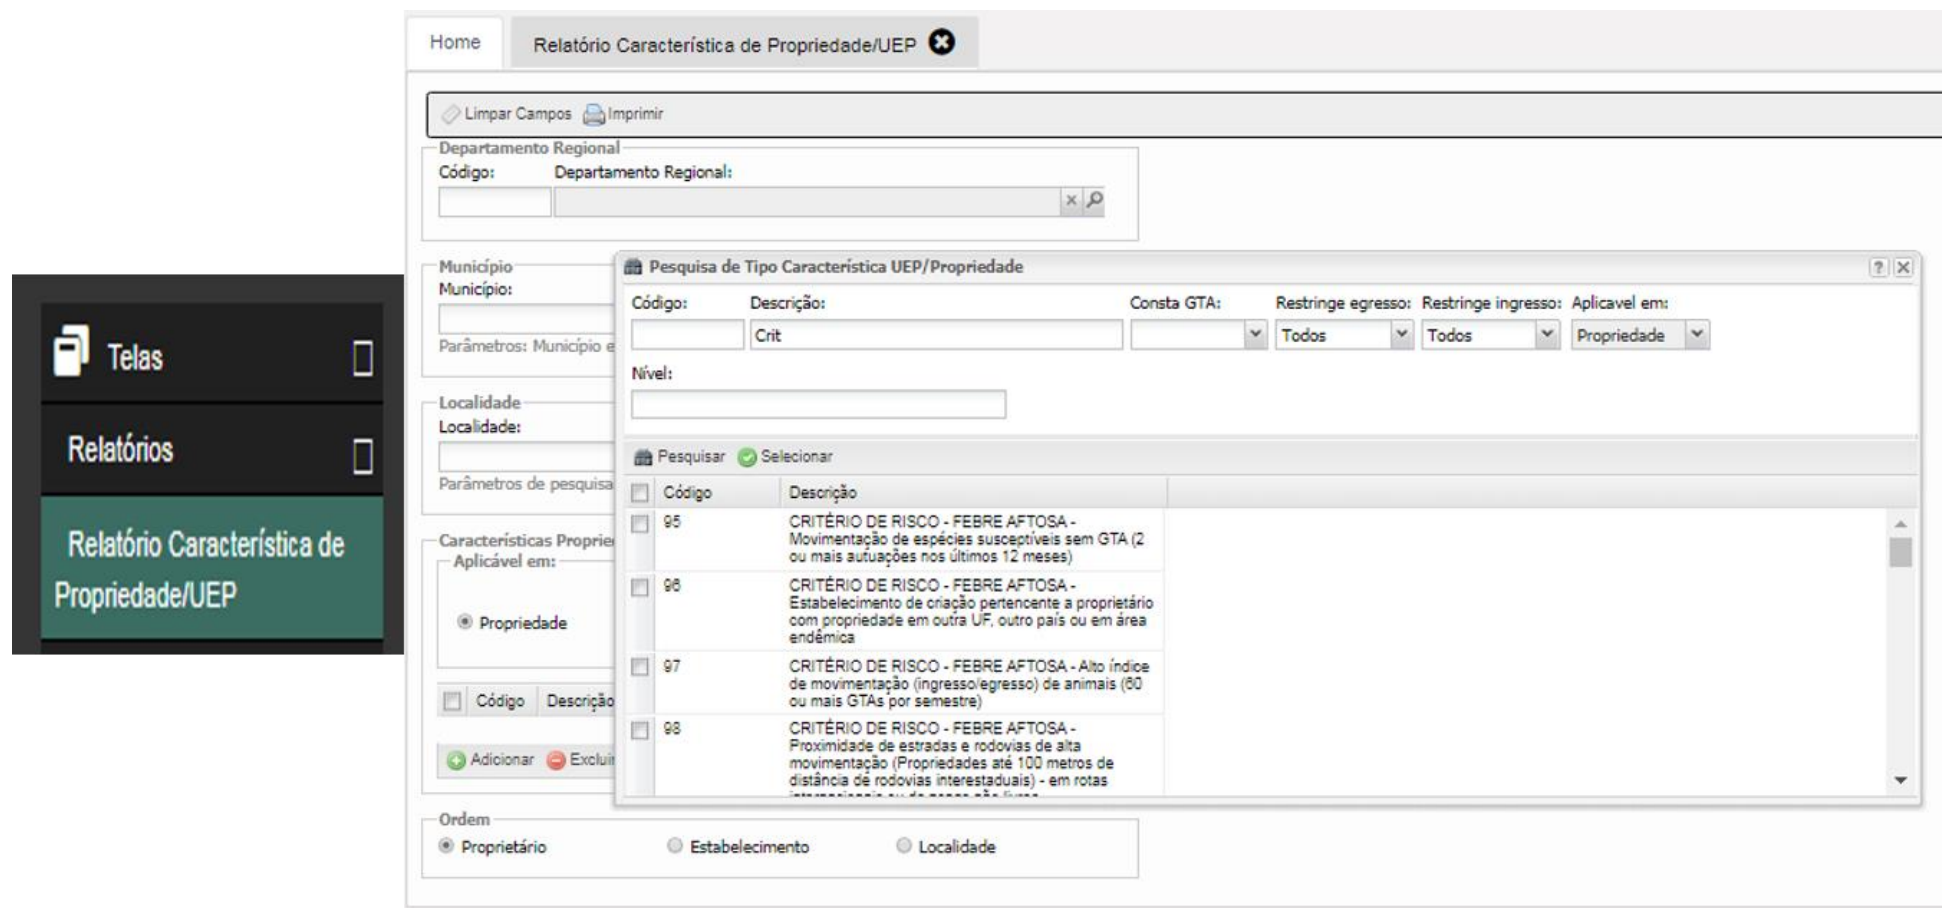 Telas
Relatórios
Relatório Característica de
Propriedade/UEP
Home
Relatório Característica de Propriedade/UEP
Limpar Campos Imprimir
Departamento Regional
Código: Departamento Regional:
Município
Município:
Parâmetros: Município e
Localidade
Localidade:
Parâmetros de pesquisa
Características Proprie
Aplicável em:
Propriedade
Código Descrição
Adicionar Excluir
Ordem
Proprietário Estabelecimento Localidade
Pesquisa de Tipo Característica UEP/Propriedade
Código: Descrição: Consta GTA: Restringe egresso: Restringe ingresso: Aplicavel em:
Crit Todos Todos Propriedade
Nível:
Pesquisar Selecionar
Código Descrição
95 CRITÉRIO DE RISCO - FEBRE AFTOSA -
Movimentação de espécies susceptíveis sem GTA (2
ou mais autuações nos últimos 12 meses)
96 CRITÉRIO DE RISCO - FEBRE AFTOSA -
Estabelecimento de criação pertencente a proprietário
com propriedade em outra UF, outro país ou em área
endêmica
97 CRITÉRIO DE RISCO - FEBRE AFTOSA - Alto índice
de movimentação (ingresso/egresso) de animais (60
ou mais GTAs por semestre)
98 CRITÉRIO DE RISCO - FEBRE AFTOSA -
Proximidade de estradas e rodovias de alta
movimentação (Propriedades até 100 metros de
distância de rodovias interestaduais) - em rotas